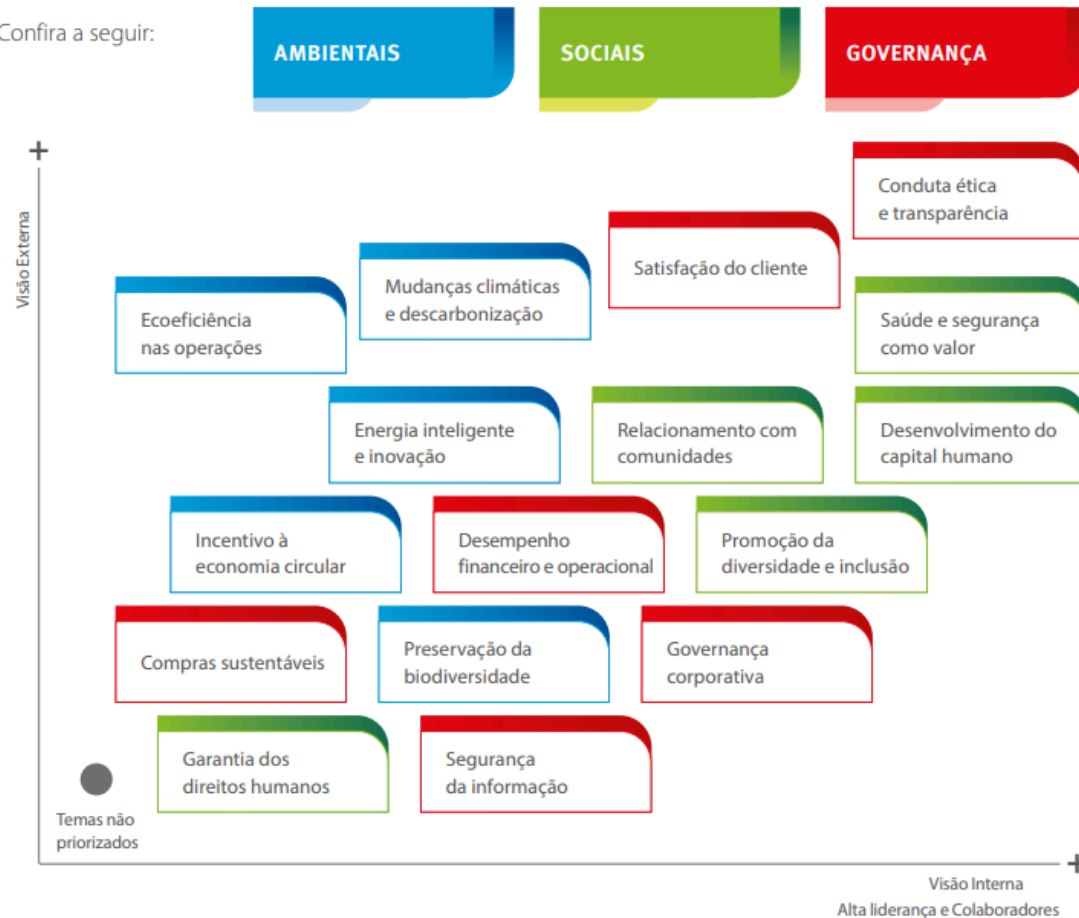 Confira a seguir:
AMBIENTAIS
SOCIAIS
GOVERNANÇA
+
Visão Externa
Conduta ética
e transparência
Satisfação do cliente
Mudanças climáticas
e descarbonização
Ecoeficiência
nas operações
Saúde e segurança
como valor
Energia inteligente
e inovação
Relacionamento com
comunidades
Desenvolvimento do
capital humano
Incentivo à
economia circular
Desempenho
financeiro e operacional
Promoção da
diversidade e inclusão
Compras sustentáveis
Preservação da
biodiversidade
Governança
corporativa
Garantia dos
direitos humanos
Segurança
da informação
Temas não
priorizados
+
Visão Interna
Alta liderança e Colaboradores